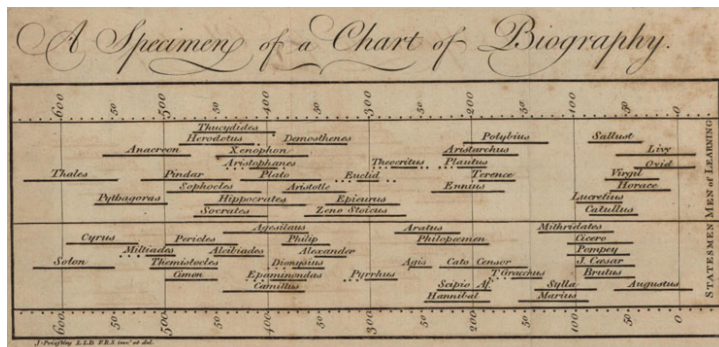 A Specimen of a Chart of Biography.
600 50 500 50 400 50 300 50 200 50 100 50 0
Thucydides
Herodotus Demosthenes Polybius Sallust
Anacreon Xenophon Aristarchus Livy
Aristophanes Theocritus Plautus Ovid
Thales Pindar Plato Euclid Terence Virgil
Sophocles Aristotle Ennius Horace
Pythagoras Hippocrates Epicurus Lucretius
Socrates Zeno Stoicus Catullus
MEN of LEARNING
Agesilaus Aratus Mithridates
Cyrus Pericles Philip Philopœmen Cicero
Miltiades Alcibiades Alexander Pompey
Solon Themistocles Dionysius Agis Cato Censor J. Cæsar
Cimon Epaminondas Pyrrhus T. Gracchus Brutus
Camillus Scipio Af. Sylla Augustus
Hannibal Marius
STATESMEN
600 50 500 50 400 50 300 50 200 50 100 50 0
J. Priestley L.L.D. F.R.S. inv.t et del.